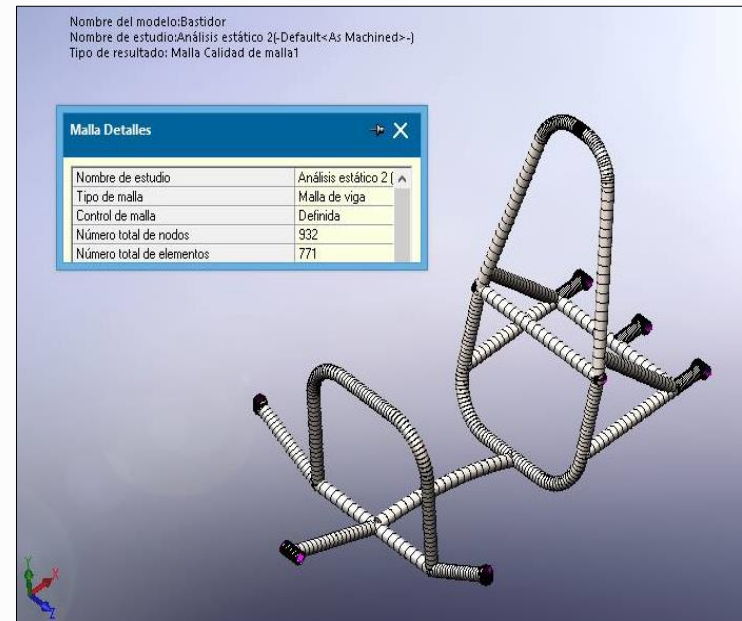 Nombre del modelo:Bastidor
Nombre de estudio:Análisis estático 2(-Default<As Machined>-)
Tipo de resultado: Malla Calidad de malla1
Malla Detalles
Nombre de estudio Análisis estático 2 (
Tipo de malla Malla de viga
Control de malla Definida
Número total de nodos 932
Número total de elementos 771
Y
X
Z